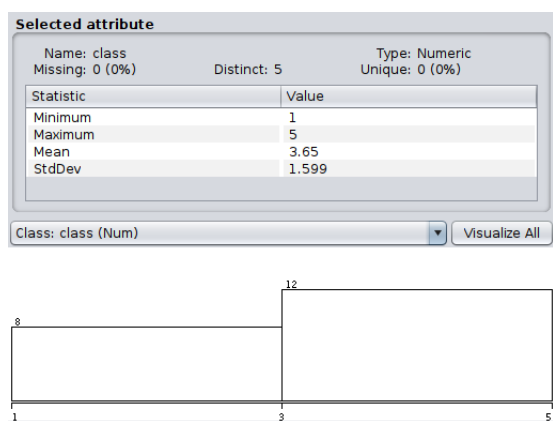 Selected attribute
Name: class Type: Numeric
Missing: 0 (0%) Distinct: 5 Unique: 0 (0%)
Statistic Value
Minimum 1
Maximum 5
Mean 3.65
StdDev 1.599
Class: class (Num) Visualize All
12
8
1 3 5